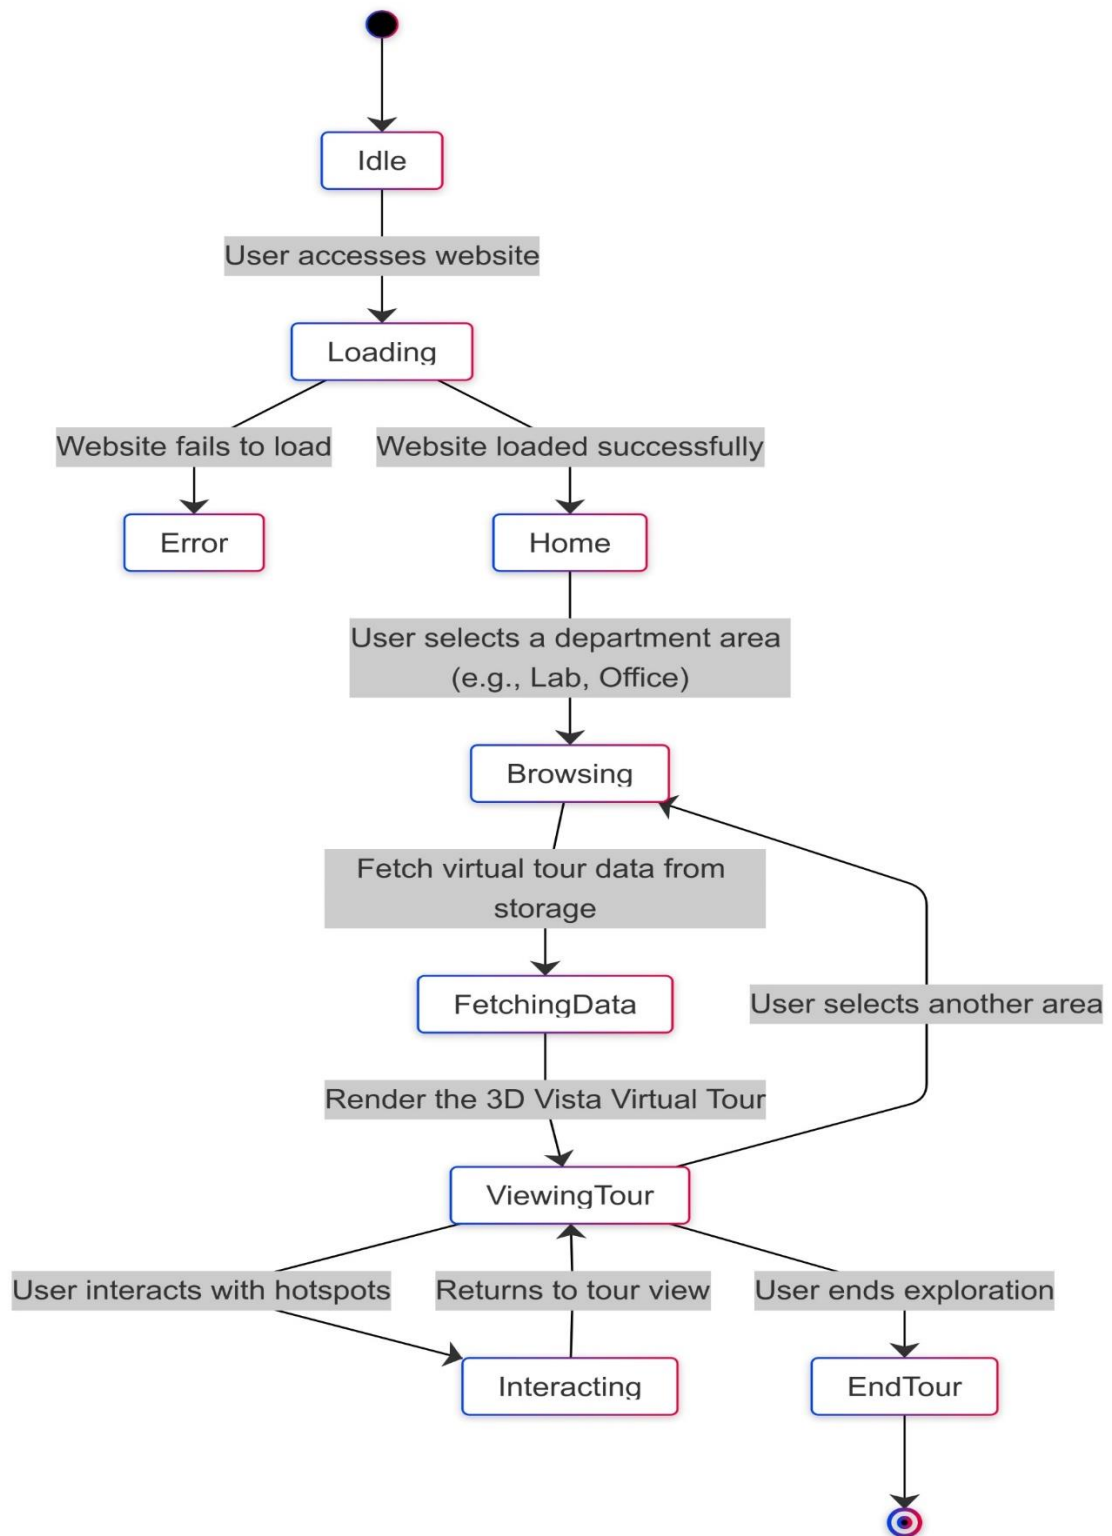 Idle
User accesses website
Loading
Website fails to load
Website loaded successfully
Error
Home
User selects a department area
(e.g., Lab, Office)
Browsing
Fetch virtual tour data from
storage
FetchingData
User selects another area
Render the 3D Vista Virtual Tour
ViewingTour
User interacts with hotspots
Returns to tour view
User ends exploration
Interacting
EndTour